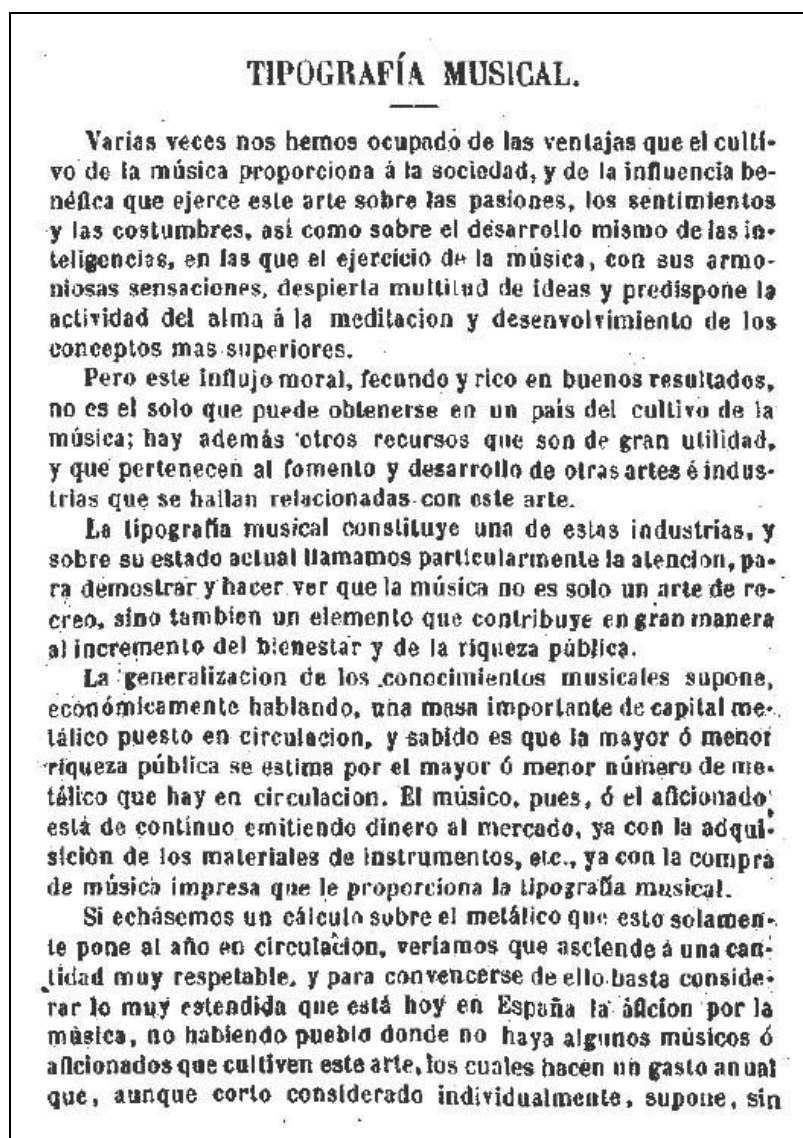 TIPOGRAFÍA MUSICAL.
Varias veces nos hemos ocupado de las ventajas que el culti-
vo de la música proporciona á la sociedad, y de la influencia be-
néfica que ejerce este arte sobre las pasiones, los sentimientos
y las costumbres, así como sobre el desarrollo mismo de las in-
teligencias, en las que el ejercicio de la música, con sus armo-
niosas sensaciones, despierta multitud de ideas y predispone la
actividad del alma á la meditacion y desenvolvimiento de los
conceptos mas superiores.
Pero este influjo moral, fecundo y rico en buenos resultados,
no es el solo que puede obtenerse en un país del cultivo de la
música; hay además otros recursos que son de gran utilidad,
y que pertenecen al fomento y desarrollo de otras artes é indus-
trias que se hallan relacionadas con este arte.
La tipografía musical constituye una de estas industrias, y
sobre su estado actual llamamos particularmente la atencion, pa-
ra demostrar y hacer ver que la música no es solo un arte de re-
creo, sino tambien un elemento que contribuye en gran manera
al incremento del bienestar y de la riqueza pública.
La generalizacion de los conocimientos musicales supone,
económicamente hablando, una masa importante de capital me-
tálico puesto en circulacion, y sabido es que la mayor ó menor
riqueza pública se estima por el mayor ó menor número de me-
tálico que hay en circulacion. El músico, pues, ó el aficionado
está de contínuo emitiendo dinero al mercado, ya con la adqui-
sicion de los materiales de instrumentos, etc., ya con la compra
de música impresa que le proporciona la tipografía musical.
Si echásemos un cálculo sobre el metálico que esto solamen-
te pone al año en circulacion, veríamos que asciende á una can-
tidad muy respetable, y para convencerse de ello basta conside-
rar lo muy estendida que está hoy en España la aficion por la
música, no habiendo pueblo donde no haya algunos músicos ó
aficionados que cultiven este arte, los cuales hacen un gasto anual
que, aunque corto considerado individualmente, supone, sin